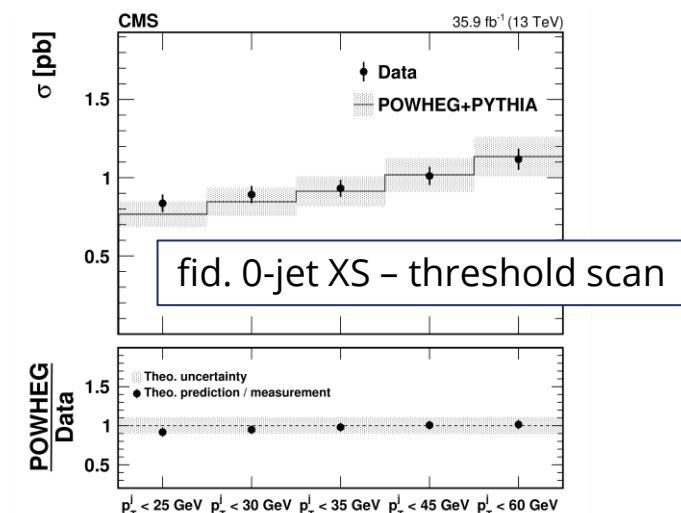 CMS 35.9 fb⁻¹ (13 TeV)
σ [pb]
Data
POWHEG+PYTHIA
1.5
1
0.5
fid. 0-jet XS – threshold scan
POWHEG
Data
Theo. uncertainty
Theo. prediction / measurement
1.5
1
0.5
p_T^j < 25 GeV p_T^j < 30 GeV p_T^j < 35 GeV p_T^j < 45 GeV p_T^j < 60 GeV